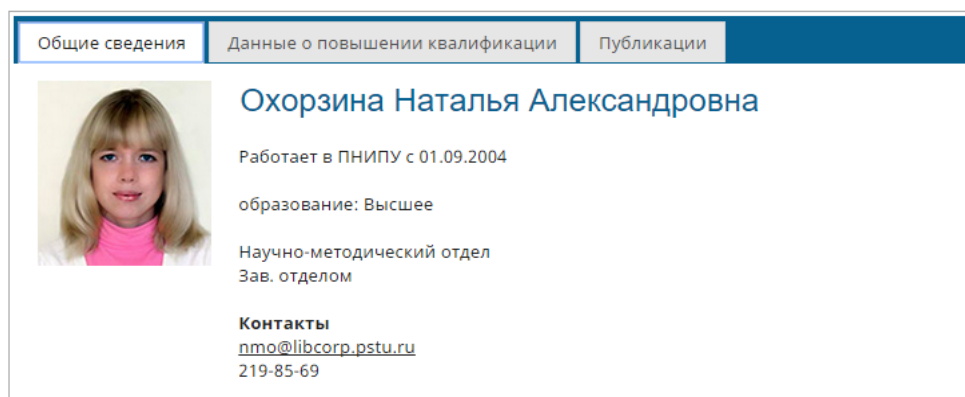 Общие сведения
Данные о повышении квалификации
Публикации
Охорзина Наталья Александровна
Работает в ПНИПУ с 01.09.2004
образование: Высшее
Научно-методический отдел
Зав. отделом
Контакты
nmo@libcorp.pstu.ru
219-85-69